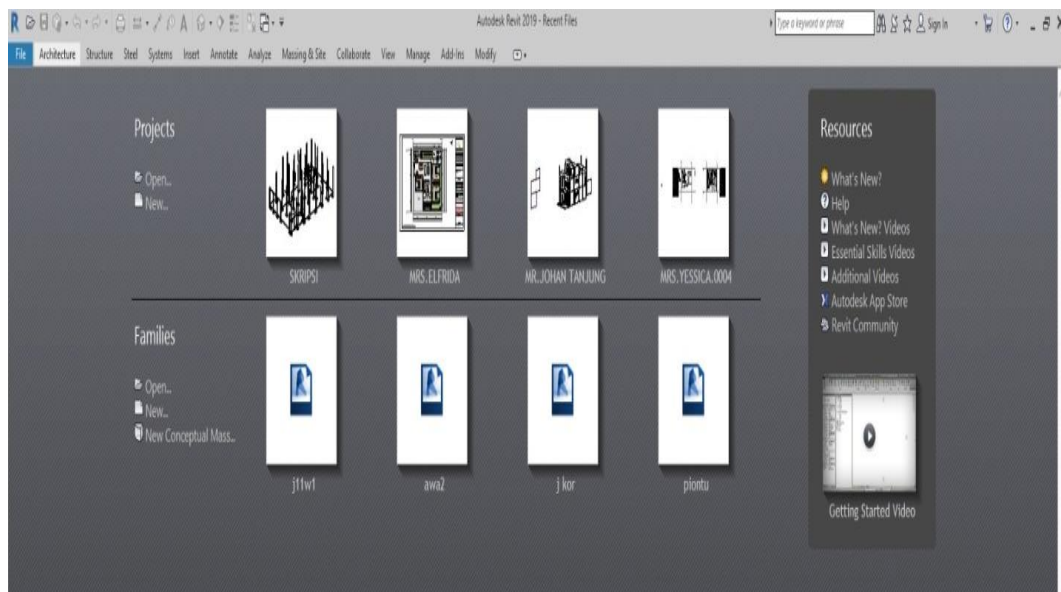 Autodesk Revit 2019 - Recent Files
Type a keyword or phrase
Sign In
File Architecture Structure Steel Systems Insert Annotate Analyze Massing & Site Collaborate View Manage Add-Ins Modify
Projects
Open...
New...
SKRIPSI
MRS.ELFRIDA
MR.JOHAN TANJUNG
MRS.YESSICA.0004
Families
Open...
New...
New Conceptual Mass...
j11w1
awa2
j kor
piontu
Resources
What's New?
Help
What's New? Videos
Essential Skills Videos
Additional Videos
Autodesk App Store
Revit Community
Getting Started Video